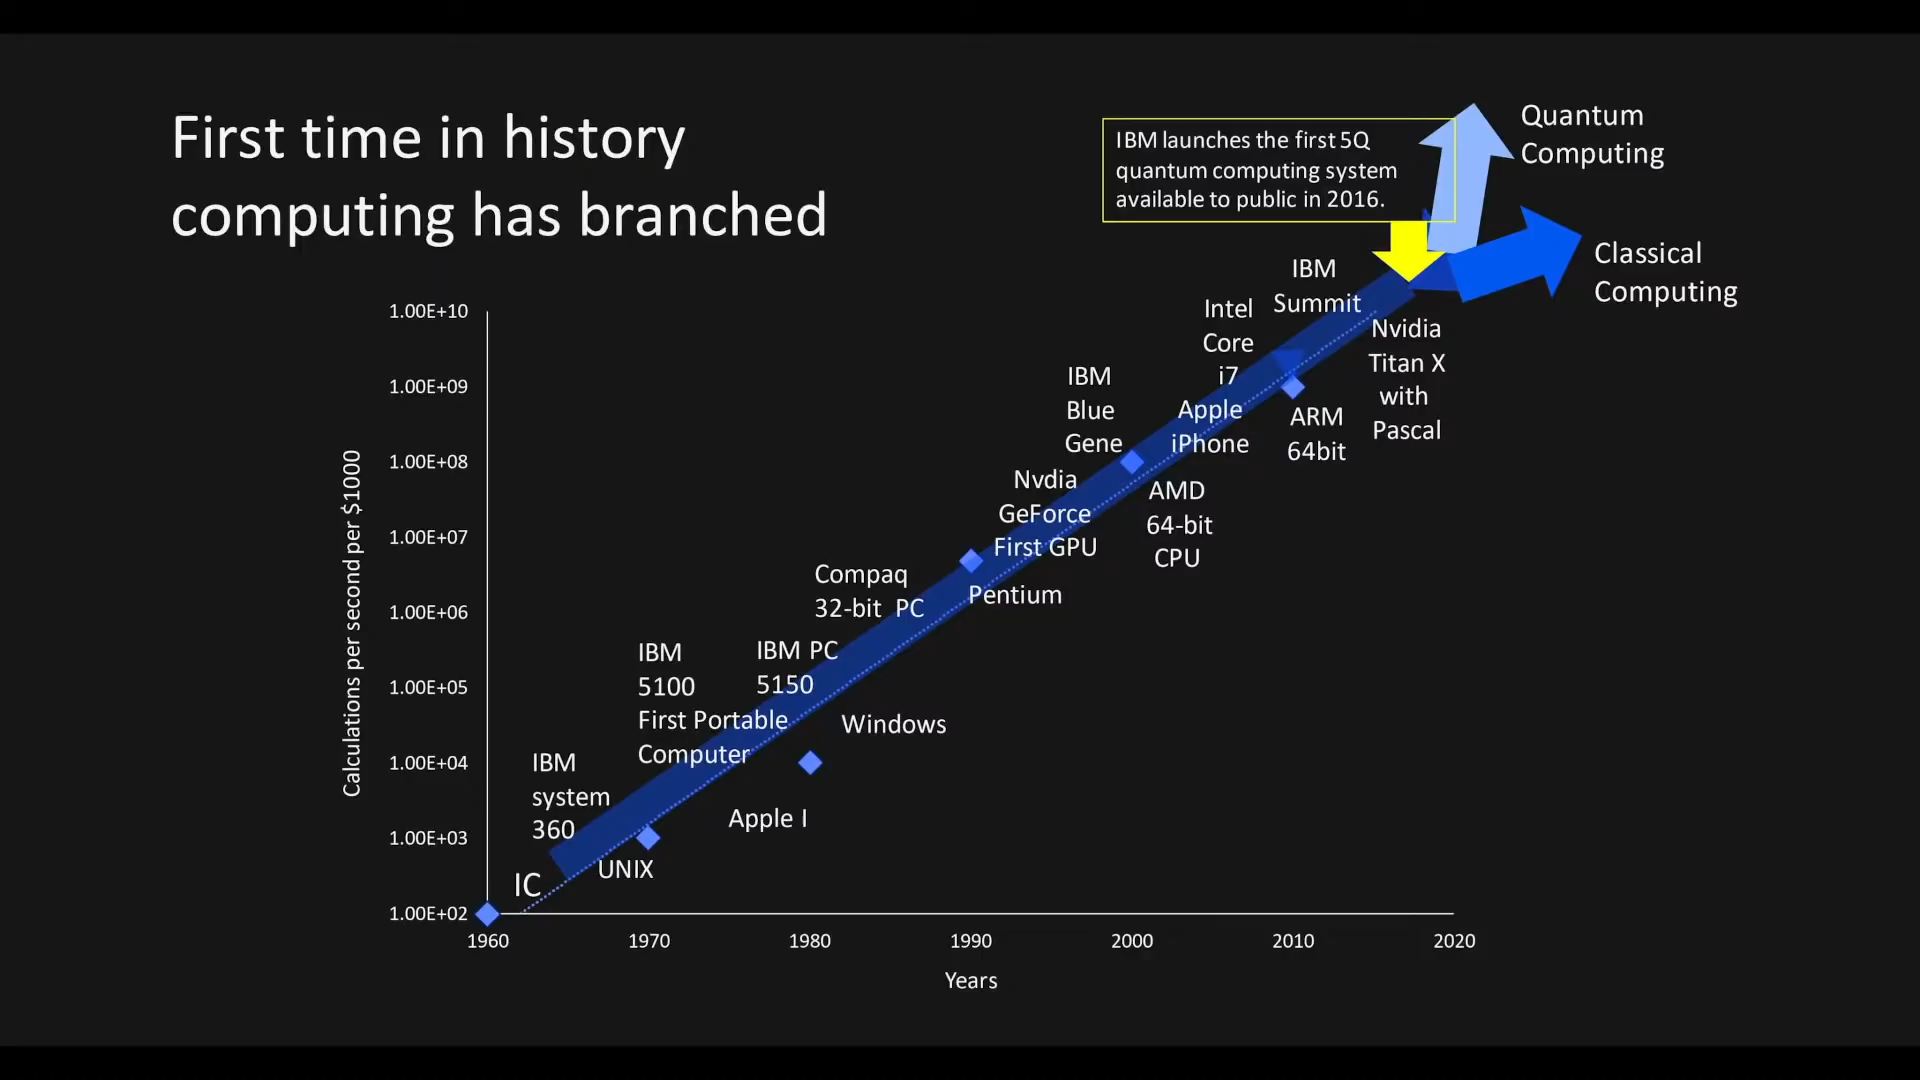 First time in history
computing has branched
IBM launches the first 5Q
quantum computing system
available to public in 2016.
Quantum
Computing
Classical
Computing
IBM
Summit
Intel
Core
i7
Nvidia
Titan X
with
Pascal
IBM
Blue
Gene
Apple
iPhone
ARM
64bit
Nvdia
GeForce
First GPU
AMD
64-bit
CPU
Compaq
32-bit PC
Pentium
IBM
5100
First Portable
Computer
IBM PC
5150
Windows
IBM
system
360
Apple I
UNIX
IC
Calculations per second per $1000
1.00E+10
1.00E+09
1.00E+08
1.00E+07
1.00E+06
1.00E+05
1.00E+04
1.00E+03
1.00E+02
1960 1970 1980 1990 2000 2010 2020
Years